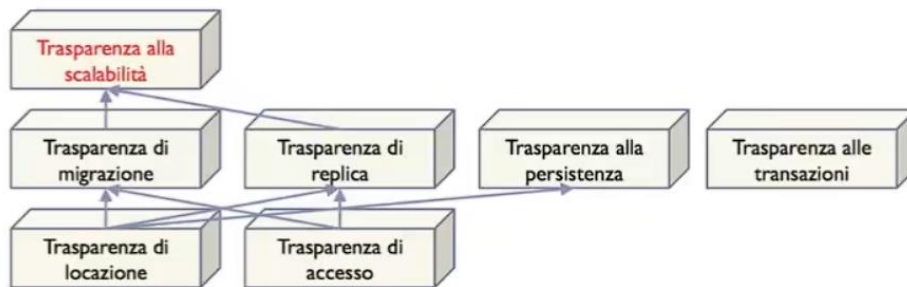 Trasparenza alla
scalabilità
Trasparenza di
migrazione
Trasparenza di
replica
Trasparenza alla
persistenza
Trasparenza alle
transazioni
Trasparenza di
locazione
Trasparenza di
accesso